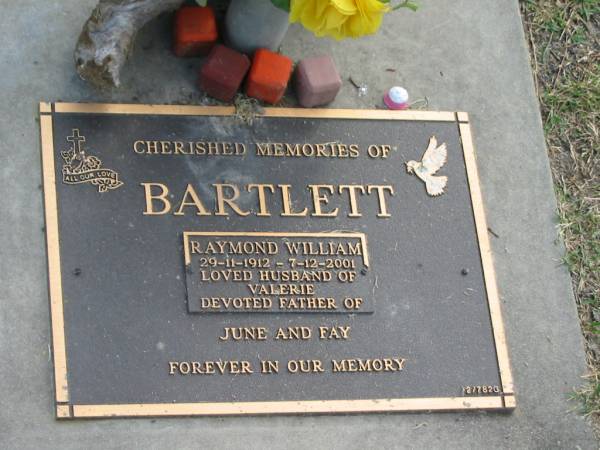 CHERISHED MEMORIES OF
ALL OUR LOVE
BARTLETT
RAYMOND WILLIAM
29-11-1912 - 7-12-2001
LOVED HUSBAND OF
VALERIE
DEVOTED FATHER OF
JUNE AND FAY
FOREVER IN OUR MEMORY